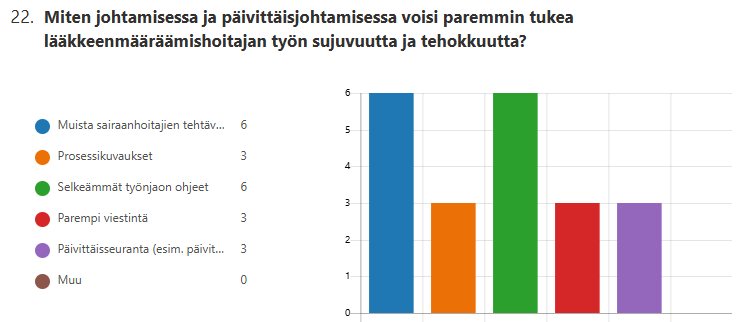 22. Miten johtamisessa ja päivittäisjohtamisessa voisi paremmin tukea
lääkkeenmääräämishoitajan työn sujuvuutta ja tehokkuutta?
Muista sairaanhoitajien tehtäv... 6
Prosessikuvaukset 3
Selkeämmät työnjaon ohjeet 6
Parempi viestintä 3
Päivittäisseuranta (esim. päivit... 3
Muu 0
6
5
4
3
2
1
0